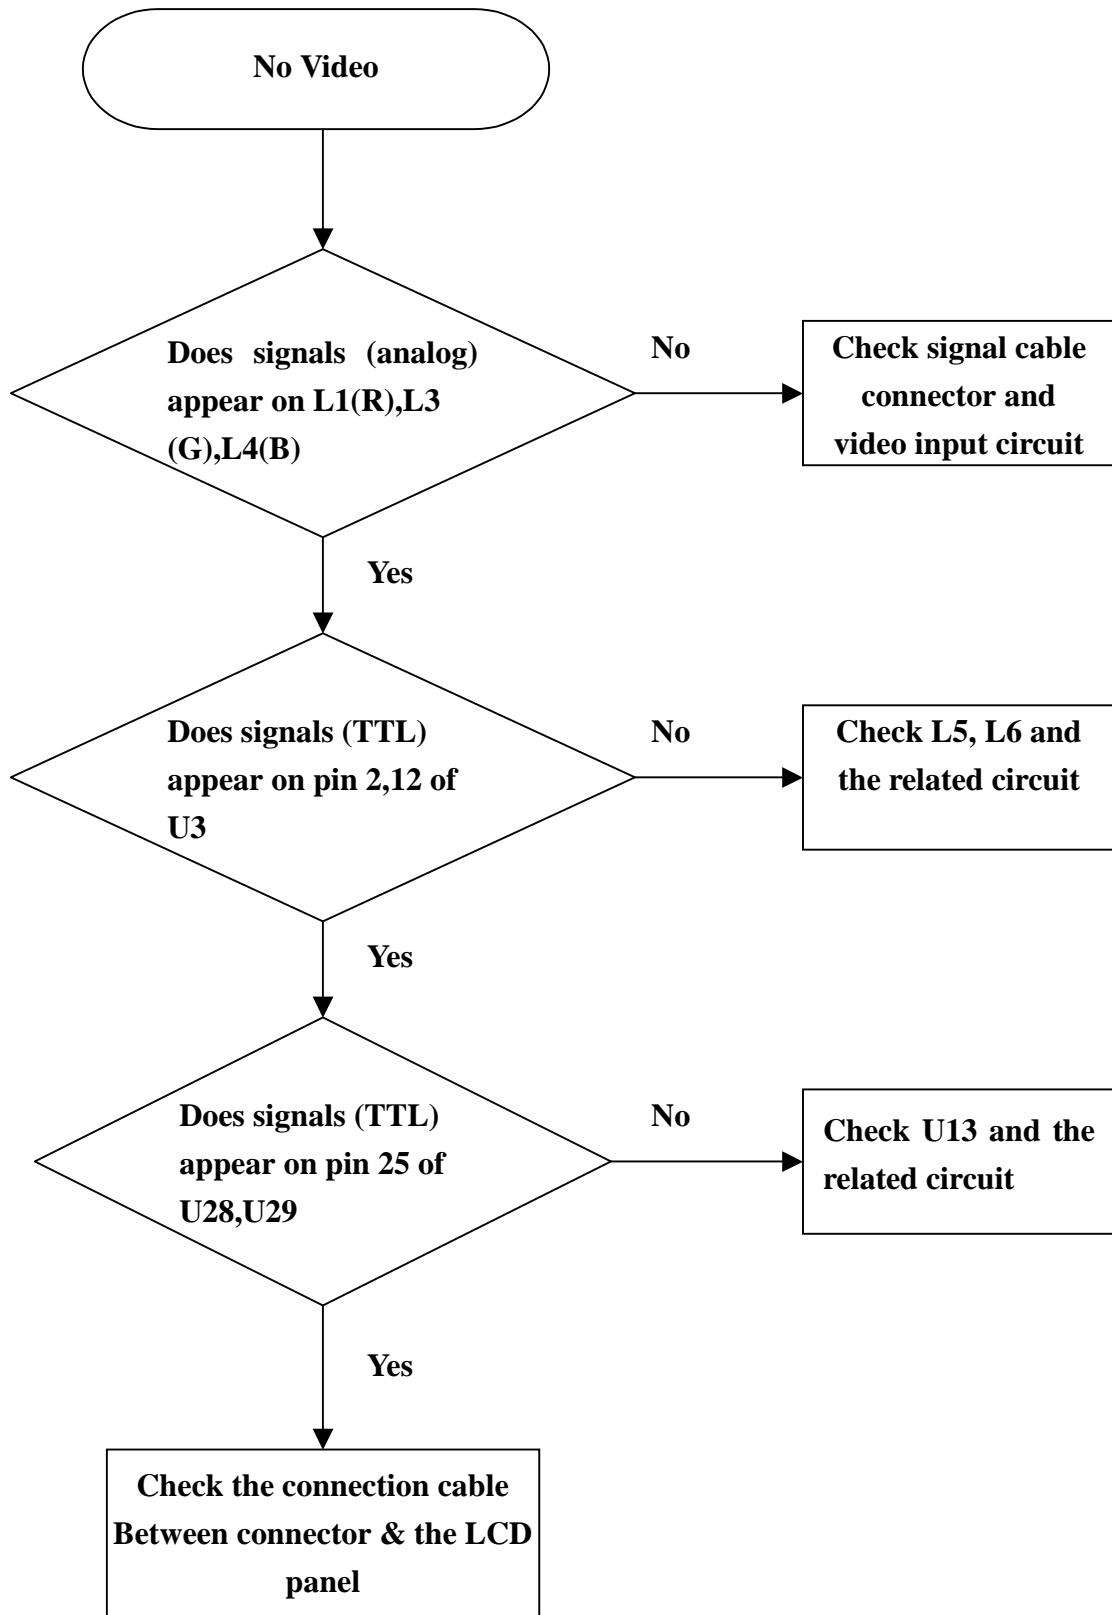 No Video
Does signals (analog)
appear on L1(R),L3
(G),L4(B)
No
Check signal cable
connector and
video input circuit
Yes
Does signals (TTL)
appear on pin 2,12 of
U3
No
Check L5, L6 and
the related circuit
Yes
Does signals (TTL)
appear on pin 25 of
U28,U29
No
Check U13 and the
related circuit
Yes
Check the connection cable
Between connector & the LCD
panel